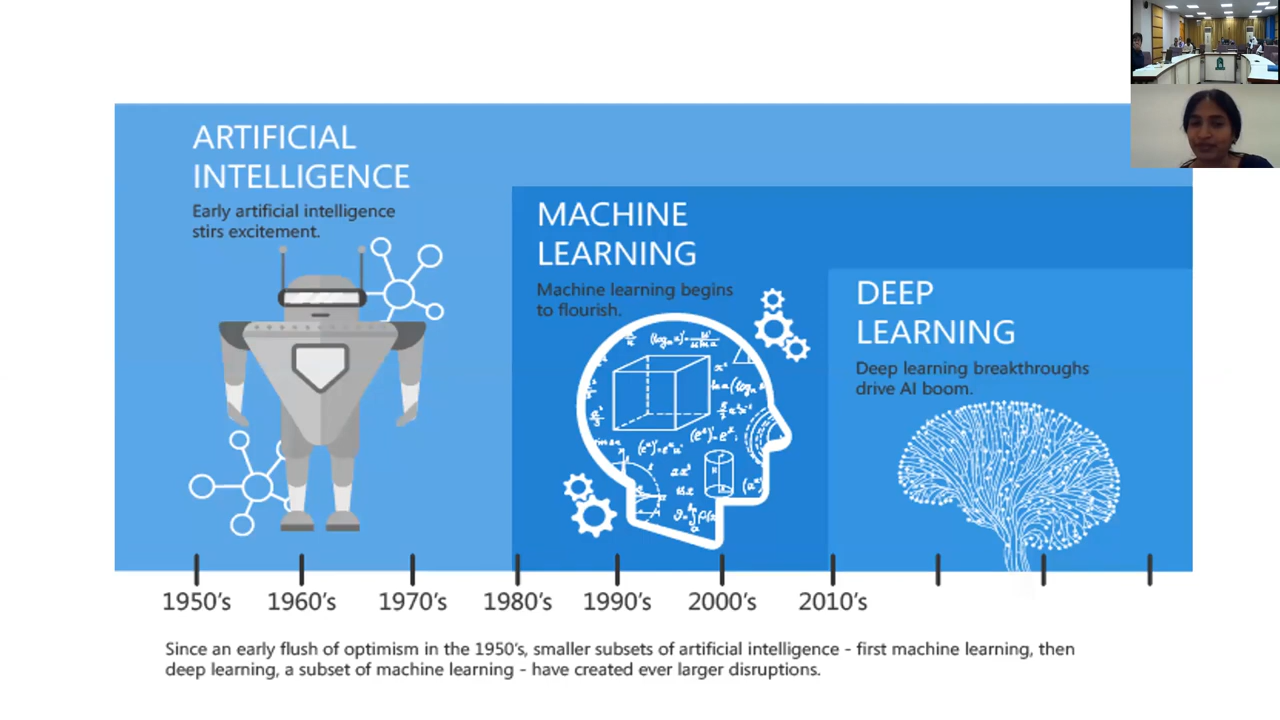 ARTIFICIAL
INTELLIGENCE
Early artificial intelligence
stirs excitement.
MACHINE
LEARNING
Machine learning begins
to flourish.
DEEP
LEARNING
Deep learning breakthroughs
drive AI boom.
1950's 1960's 1970's 1980's 1990's 2000's 2010's
Since an early flush of optimism in the 1950's, smaller subsets of artificial intelligence - first machine learning, then
deep learning, a subset of machine learning - have created ever larger disruptions.